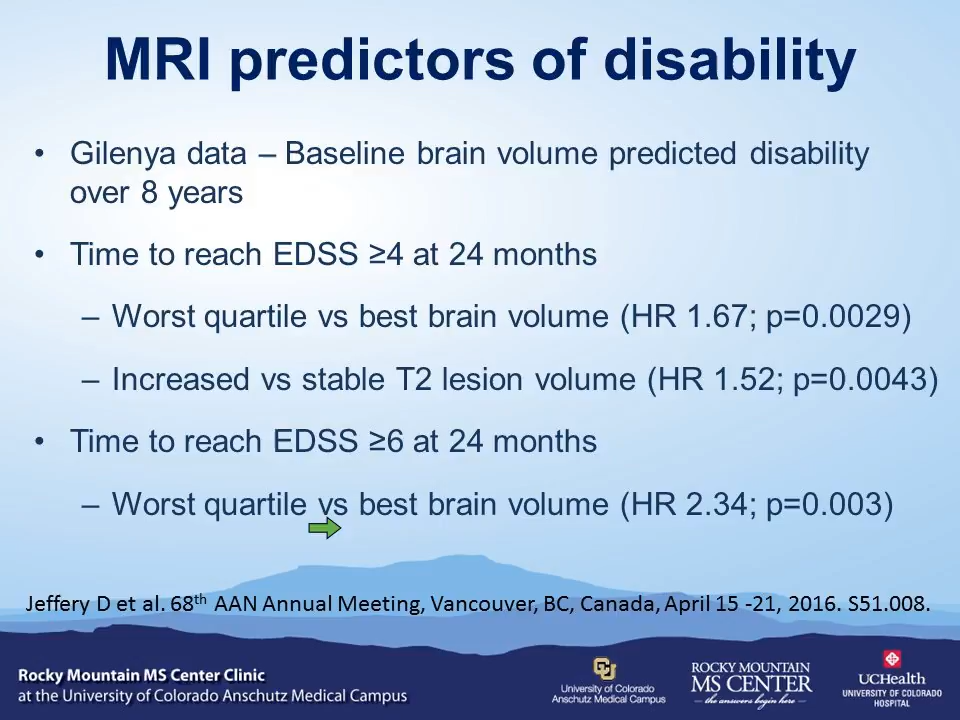 MRI predictors of disability
• Gilenya data – Baseline brain volume predicted disability
over 8 years
• Time to reach EDSS ≥4 at 24 months
– Worst quartile vs best brain volume (HR 1.67; p=0.0029)
– Increased vs stable T2 lesion volume (HR 1.52; p=0.0043)
• Time to reach EDSS ≥6 at 24 months
– Worst quartile vs best brain volume (HR 2.34; p=0.003)
Jeffery D et al. 68th AAN Annual Meeting, Vancouver, BC, Canada, April 15 -21, 2016. S51.008.
Rocky Mountain MS Center Clinic
at the University of Colorado Anschutz Medical Campus
CU
University of Colorado
Anschutz Medical Campus
ROCKY MOUNTAIN
MS CENTER
the answers begin here
UCHealth
UNIVERSITY OF COLORADO
HOSPITAL